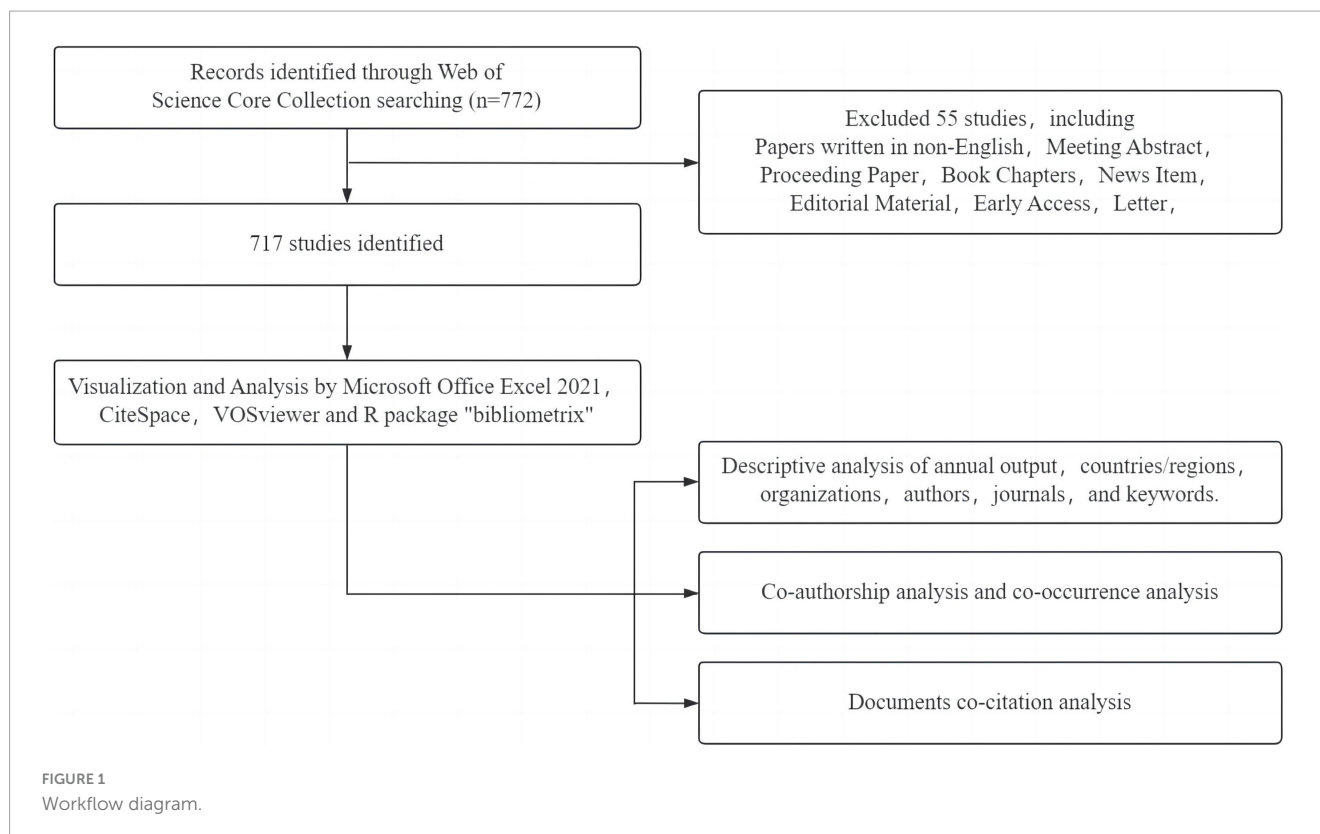 Records identified through Web of
Science Core Collection searching (n=772)
Excluded 55 studies，including
Papers written in non-English，Meeting Abstract，
Proceeding Paper，Book Chapters，News Item，
Editorial Material，Early Access，Letter，
717 studies identified
Visualization and Analysis by Microsoft Office Excel 2021，
CiteSpace，VOSviewer and R package "bibliometrix"
Descriptive analysis of annual output，countries/regions，
organizations，authors，journals，and keywords.
Co-authorship analysis and co-occurrence analysis
Documents co-citation analysis
FIGURE 1
Workflow diagram.